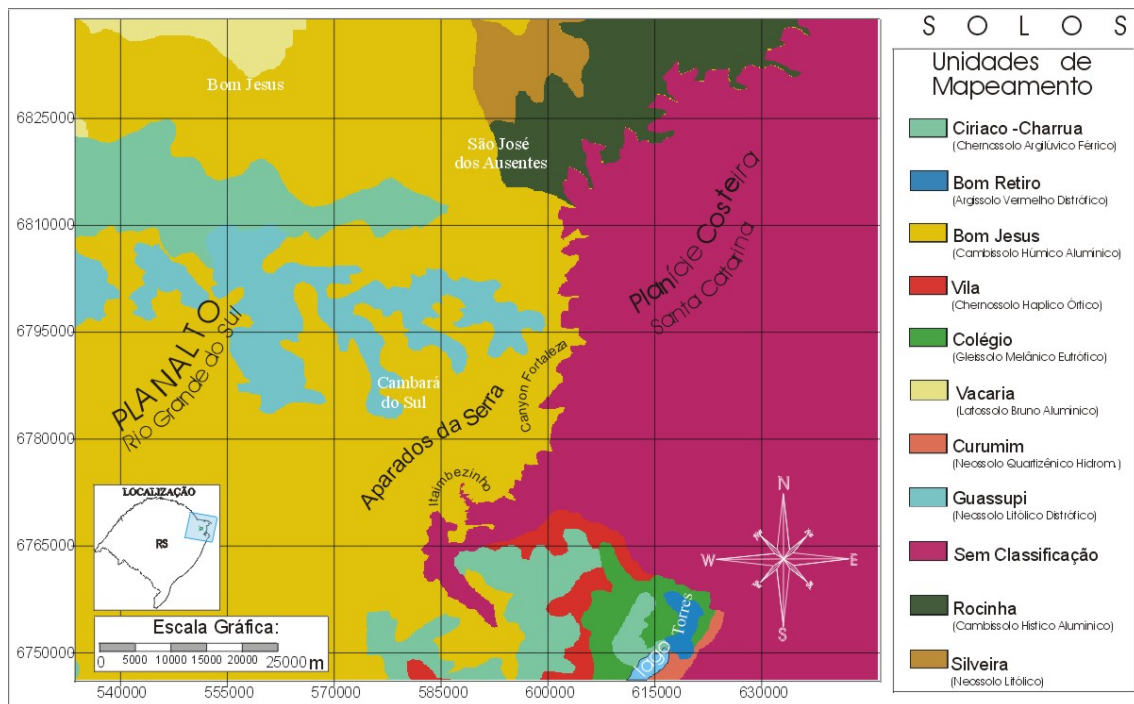 S O L O S
Unidades de
Mapeamento
Ciriaco -Charrua
(Chernossolo Argilúvico Férrico)
Bom Retiro
(Argissolo Vermelho Distráfico)
Bom Jesus
(Cambissolo Húmico Alumínico)
Vila
(Chernossolo Haplico Órtico)
Colégio
(Gleissolo Melânico Eutráfico)
Vacaria
(Latossolo Bruno Aluminico)
Curumim
(Neossolo Quartizênico Hidrom.)
Guassupi
(Neossolo Litólico Distráfico)
Sem Classificação
Rocinha
(Cambissolo Histico Aluminico)
Silveira
(Neossolo Litólico)
Bom Jesus
São José
dos Ausentes
Planície Costeira
Santa Catarina
PLANALTO
Rio Grande do Sul
Cambará
do Sul
Canyon Fortaleza
Aparados da Serra
Itaimbezinho
Torres
lago
N
W
E
S
LOCALIZAÇÃO
RS
Escala Gráfica:
0 5000 10000 15000 20000 25000 m
6825000
6810000
6795000
6780000
6765000
6750000
540000 555000 570000 585000 600000 615000 630000